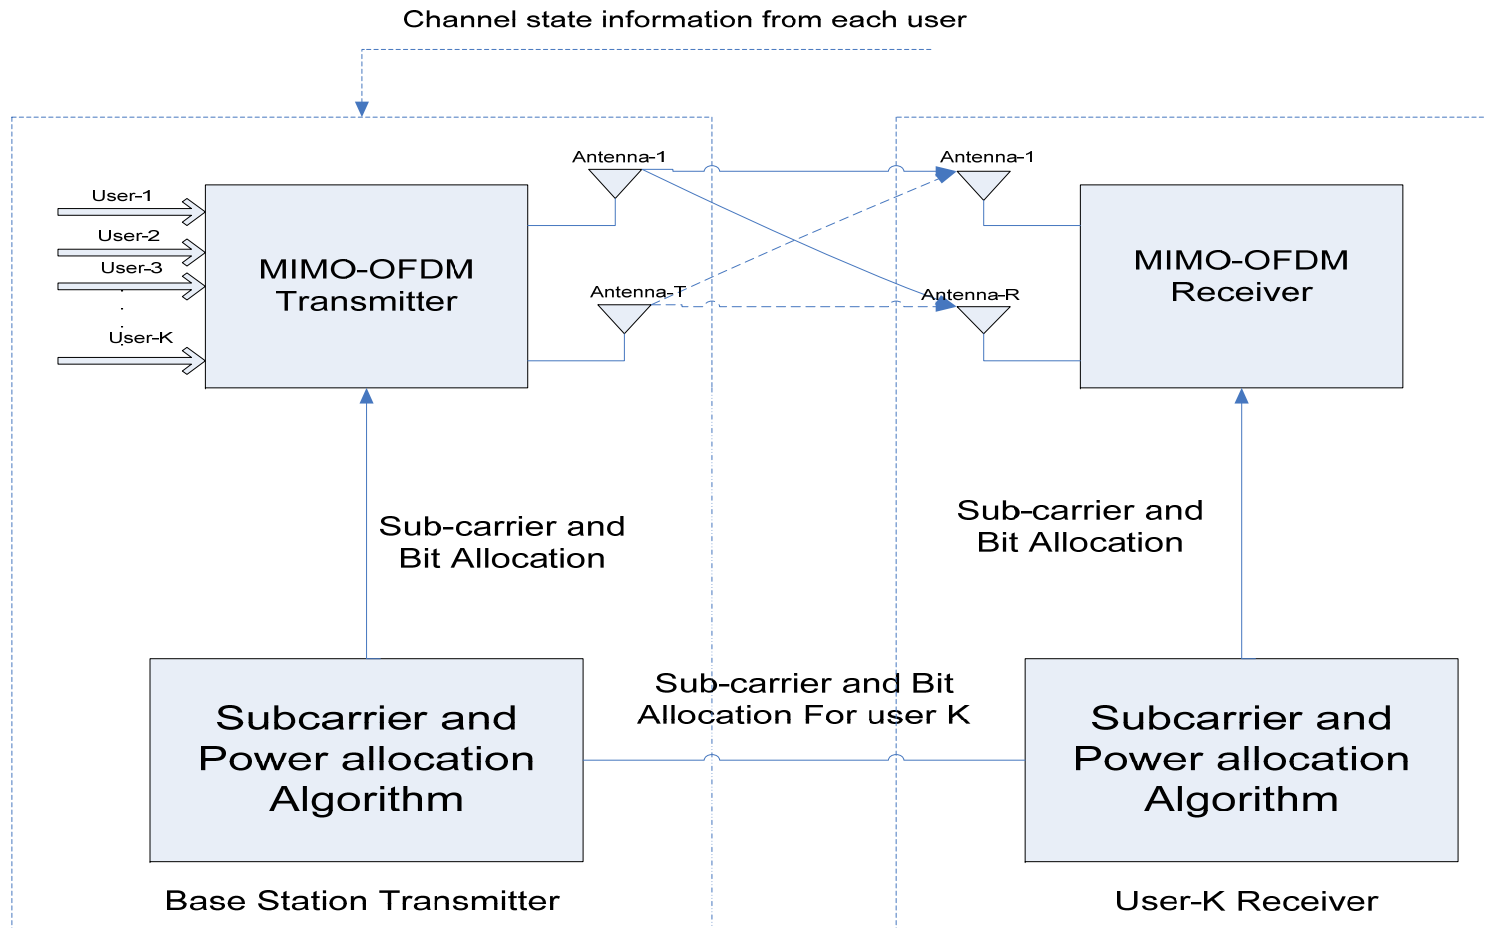 Channel state information from each user
Antenna-1
Antenna-1
User-1
User-2
User-3
User-K
MIMO-OFDM
Transmitter
Antenna-T
Antenna-R
MIMO-OFDM
Receiver
Sub-carrier and
Bit Allocation
Sub-carrier and
Bit Allocation
Sub-carrier and Bit
Allocation For user K
Subcarrier and
Power allocation
Algorithm
Subcarrier and
Power allocation
Algorithm
Base Station Transmitter
User-K Receiver